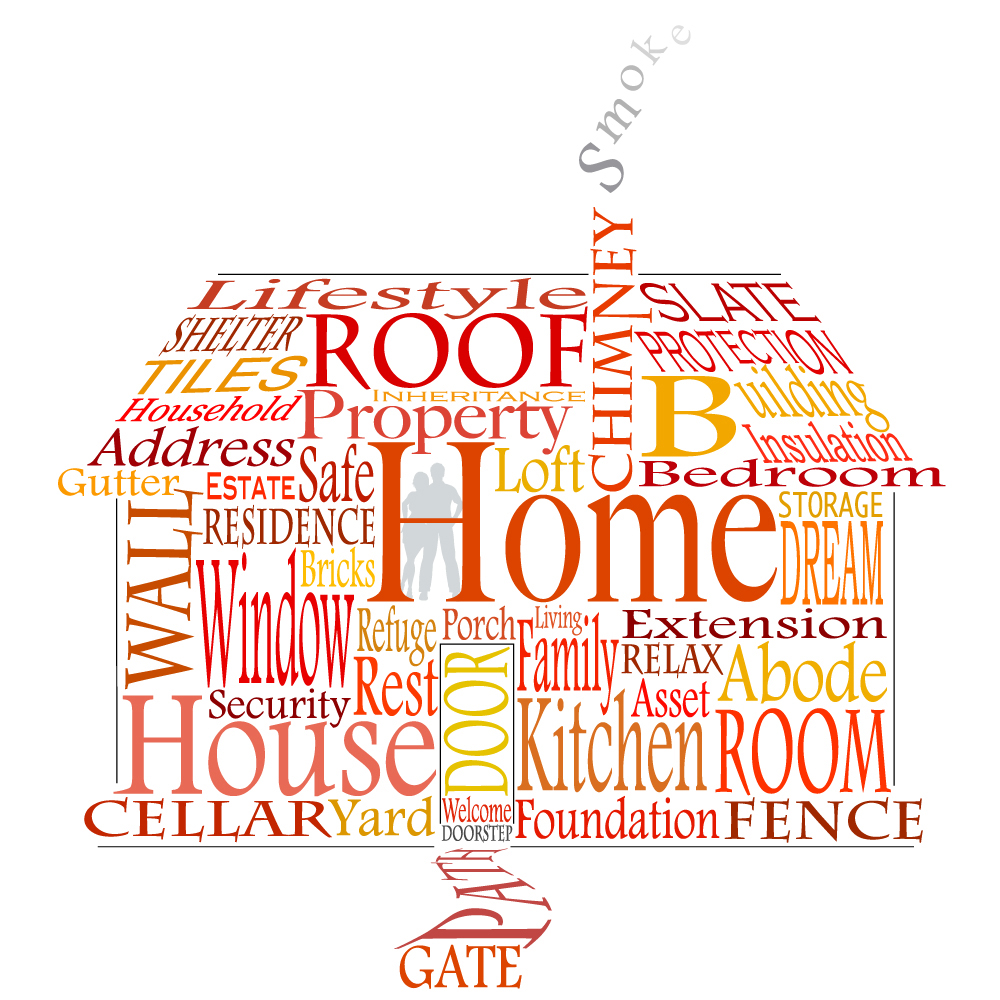 Smoke
CHIMNEY
Lifestyle
SLATE
SHELTER
ROOF
PROTECTION
TILES
INHERITANCE
Building
Household
Property
Address
Insulation
Gutter
ESTATE
Safe
Loft
Bedroom
WALL
RESIDENCE
Home
STORAGE
DREAM
Bricks
Window
Refuge
Porch
Living
Family
Extension
RELAX
Abode
Rest
DOOR
Security
Asset
House
Kitchen
ROOM
CELLAR
Yard
Welcome
DOORSTEP
Foundation
FENCE
PATH
GATE